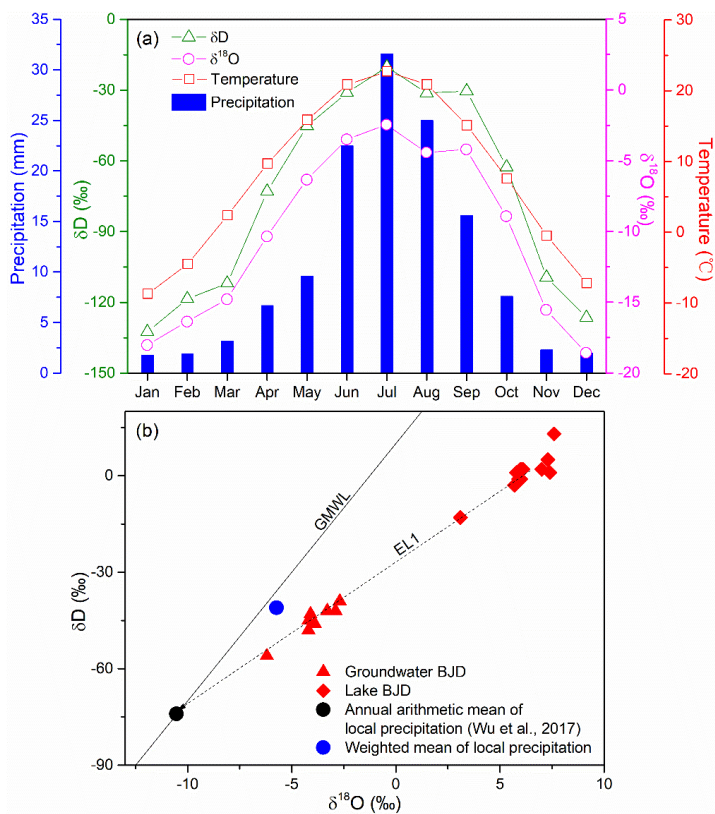 (a)
δD
δ¹⁸O
Temperature
Precipitation
Precipitation (mm)
35
30
25
20
15
10
5
0
δD (‰)
0
-30
-60
-90
-120
-150
δ¹⁸O (‰)
5
0
-5
-10
-15
-20
Temperature (℃)
30
20
10
0
-10
-20
Jan Feb Mar Apr May Jun Jul Aug Sep Oct Nov Dec
(b)
GMWL
EL1
δD (‰)
0
-30
-60
-90
Groundwater BJD
Lake BJD
Annual arithmetic mean of
local precipitation (Wu et al., 2017)
Weighted mean of local precipitation
-10 -5 0 5 10
δ¹⁸O (‰)